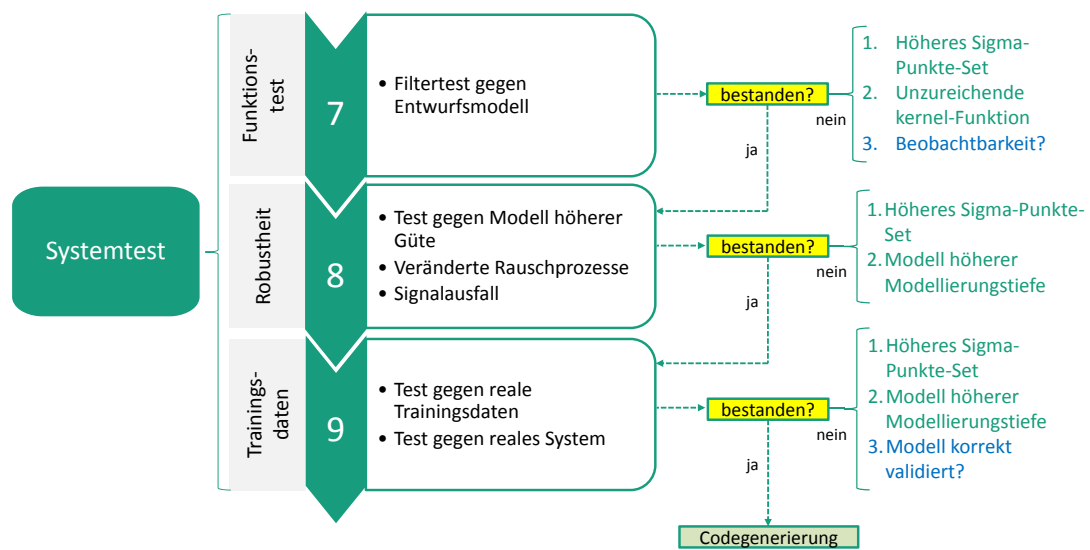 Systemtest
Funktions-
test
7
• Filtertest gegen
Entwurfsmodell
bestanden?
nein
ja
1. Höheres Sigma-
Punkte-Set
2. Unzureichende
kernel-Funktion
3. Beobachtbarkeit?
Robustheit
8
• Test gegen Modell höherer
Güte
• Veränderte Rauschprozesse
• Signalausfall
bestanden?
nein
ja
1. Höheres Sigma-Punkte-
Set
2. Modell höherer
Modellierungstiefe
Trainings-
daten
9
• Test gegen reale
Trainingsdaten
• Test gegen reales System
bestanden?
nein
ja
1. Höheres Sigma-
Punkte-Set
2. Modell höherer
Modellierungstiefe
3. Modell korrekt
validiert?
Codegenerierung